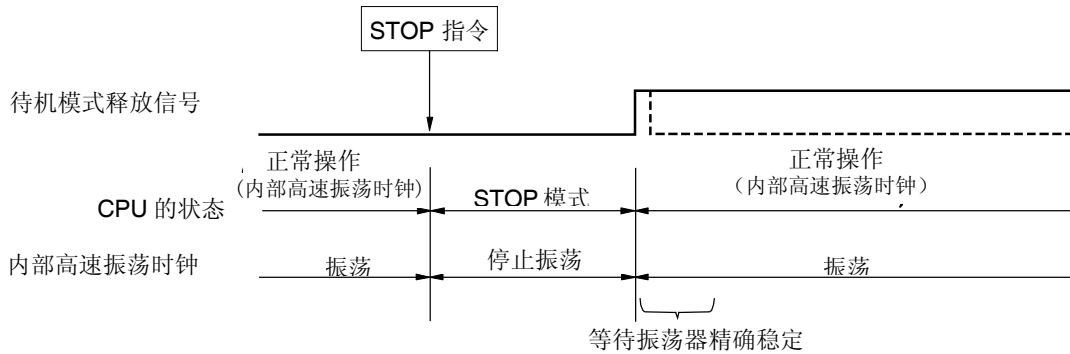 STOP 指令
待机模式释放信号
正常操作
(内部高速振荡时钟)
正常操作
（内部高速振荡时钟）
CPU 的状态
STOP 模式
内部高速振荡时钟
振荡
停止振荡
振荡
等待振荡器精确稳定